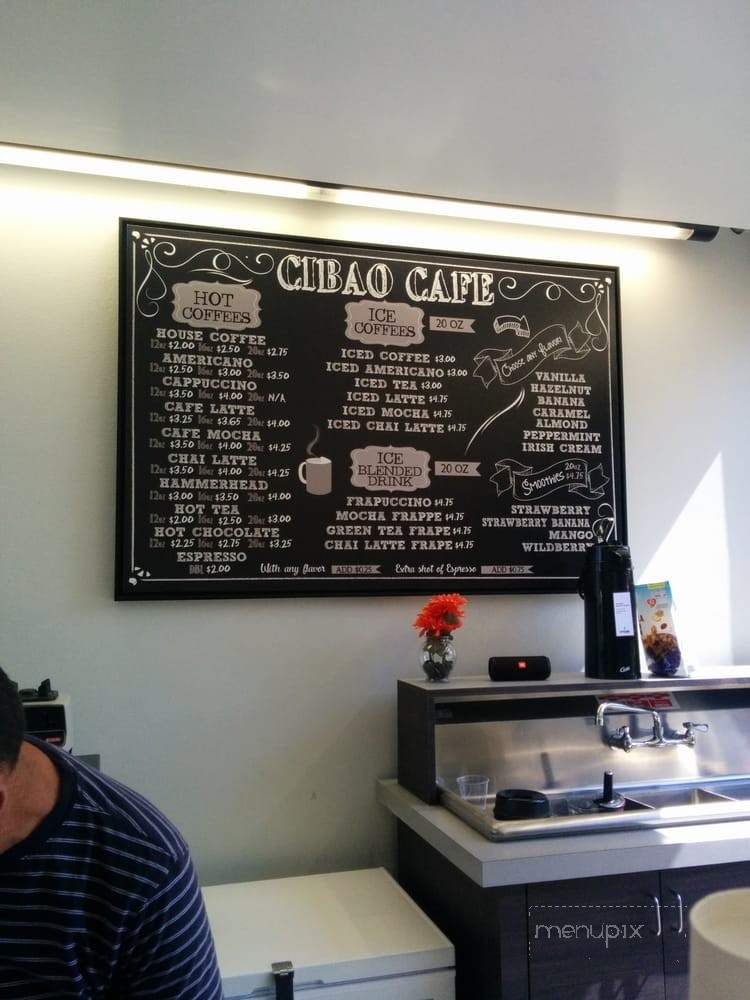 CIBAO CAFE
HOT
COFFEES
HOUSE COFFEE
12oz $2.00 16oz $2.50 20oz $2.75
AMERICANO
12oz $2.50 16oz $3.00 20oz $3.50
CAPPUCCINO
12oz $3.50 16oz $4.00 20oz N/A
CAFE LATTE
12oz $3.25 16oz $3.65 20oz $4.00
CAFE MOCHA
12oz $3.50 16oz $4.00 20oz $4.25
CHAI LATTE
12oz $3.50 16oz $4.00 20oz $4.25
HAMMERHEAD
12oz $3.00 16oz $3.50 20oz $4.00
HOT TEA
12oz $2.00 16oz $2.50 20oz $3.00
HOT CHOCOLATE
12oz $2.25 16oz $2.75 20oz $3.25
ESPRESSO
DBL $2.00
ICE
COFFEES
20 OZ
ICED COFFEE $3.00
ICED AMERICANO $3.00
ICED TEA $3.00
ICED LATTE $4.75
ICED MOCHA $4.75
ICED CHAI LATTE $4.75
ICE
BLENDED
DRINK
20 OZ
FRAPUCCINO $4.75
MOCHA FRAPPE $4.75
GREEN TEA FRAPE $4.75
CHAI LATTE FRAPE $4.75
Choose any flavor!
VANILLA
HAZELNUT
BANANA
CARAMEL
ALMOND
PEPPERMINT
IRISH CREAM
Smoothies 20oz
$4.75
STRAWBERRY
STRAWBERRY BANANA
MANGO
WILDBERRY
With any flavor ADD $0.75 Extra shot of Espresso ADD $0.75
JBL
menupix